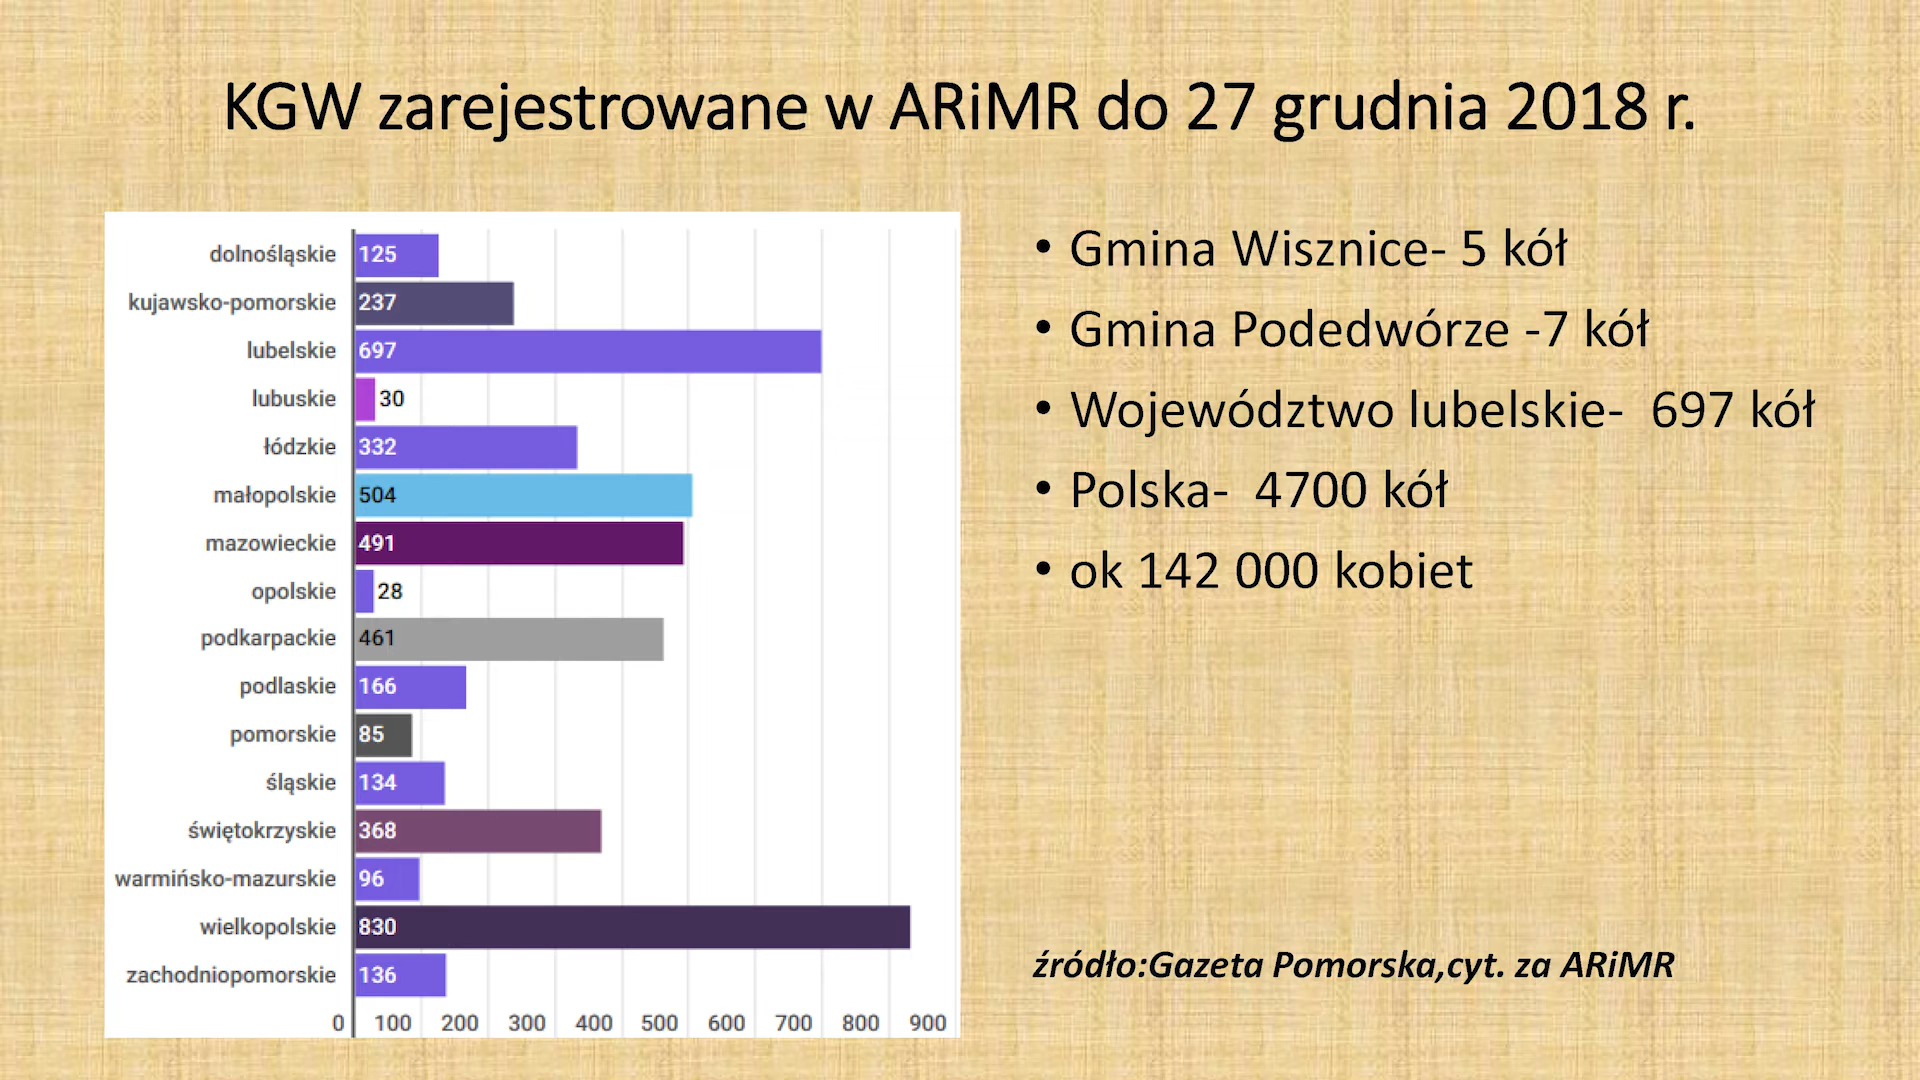 KGW zarejestrowane w ARiMR do 27 grudnia 2018 r.
dolnośląskie 125
kujawsko-pomorskie 237
lubelskie 697
lubuskie 30
łódzkie 332
małopolskie 504
mazowieckie 491
opolskie 28
podkarpackie 461
podlaskie 166
pomorskie 85
śląskie 134
świętokrzyskie 368
warmińsko-mazurskie 96
wielkopolskie 830
zachodniopomorskie 136
0 100 200 300 400 500 600 700 800 900
• Gmina Wisznice- 5 kół
• Gmina Podedwórze -7 kół
• Województwo lubelskie- 697 kół
• Polska- 4700 kół
• ok 142 000 kobiet
źródło:Gazeta Pomorska,cyt. za ARiMR